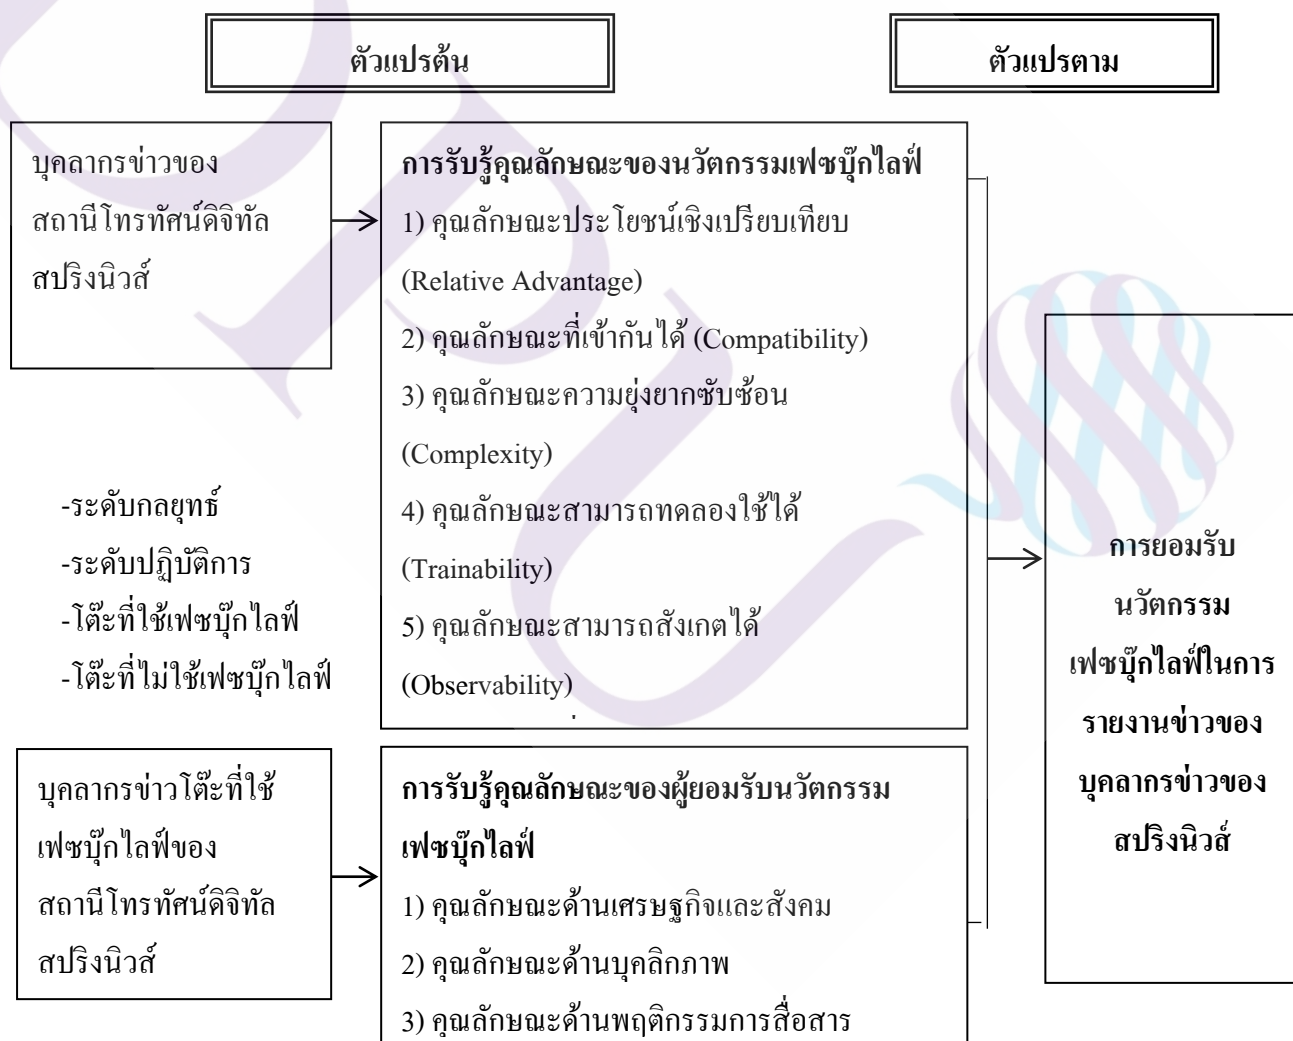 ตัวแปรต้น
ตัวแปรตาม
บุคลากรข่าวของ
สถานีโทรทัศน์ดิจิทัล
สปริงนิวส์
-ระดับกลยุทธ์
-ระดับปฏิบัติการ
-โต๊ะที่ใช้เฟซบุ๊กไลฟ์
-โต๊ะที่ไม่ใช้เฟซบุ๊กไลฟ์
บุคลากรข่าวโต๊ะที่ใช้
เฟซบุ๊กไลฟ์ของ
สถานีโทรทัศน์ดิจิทัล
สปริงนิวส์
การรับรู้คุณลักษณะของนวัตกรรมเฟซบุ๊กไลฟ์
1) คุณลักษณะประโยชน์เชิงเปรียบเทียบ
(Relative Advantage)
2) คุณลักษณะที่เข้ากันได้ (Compatibility)
3) คุณลักษณะความยุ่งยากซับซ้อน
(Complexity)
4) คุณลักษณะสามารถทดลองใช้ได้
(Trainability)
5) คุณลักษณะสามารถสังเกตได้
(Observability)
การรับรู้คุณลักษณะของผู้ยอมรับนวัตกรรม
เฟซบุ๊กไลฟ์
1) คุณลักษณะด้านเศรษฐกิจและสังคม
2) คุณลักษณะด้านบุคลิกภาพ
3) คุณลักษณะด้านพฤติกรรมการสื่อสาร
การยอมรับ
นวัตกรรม
เฟซบุ๊กไลฟ์ในการ
รายงานข่าวของ
บุคลากรข่าวของ
สปริงนิวส์